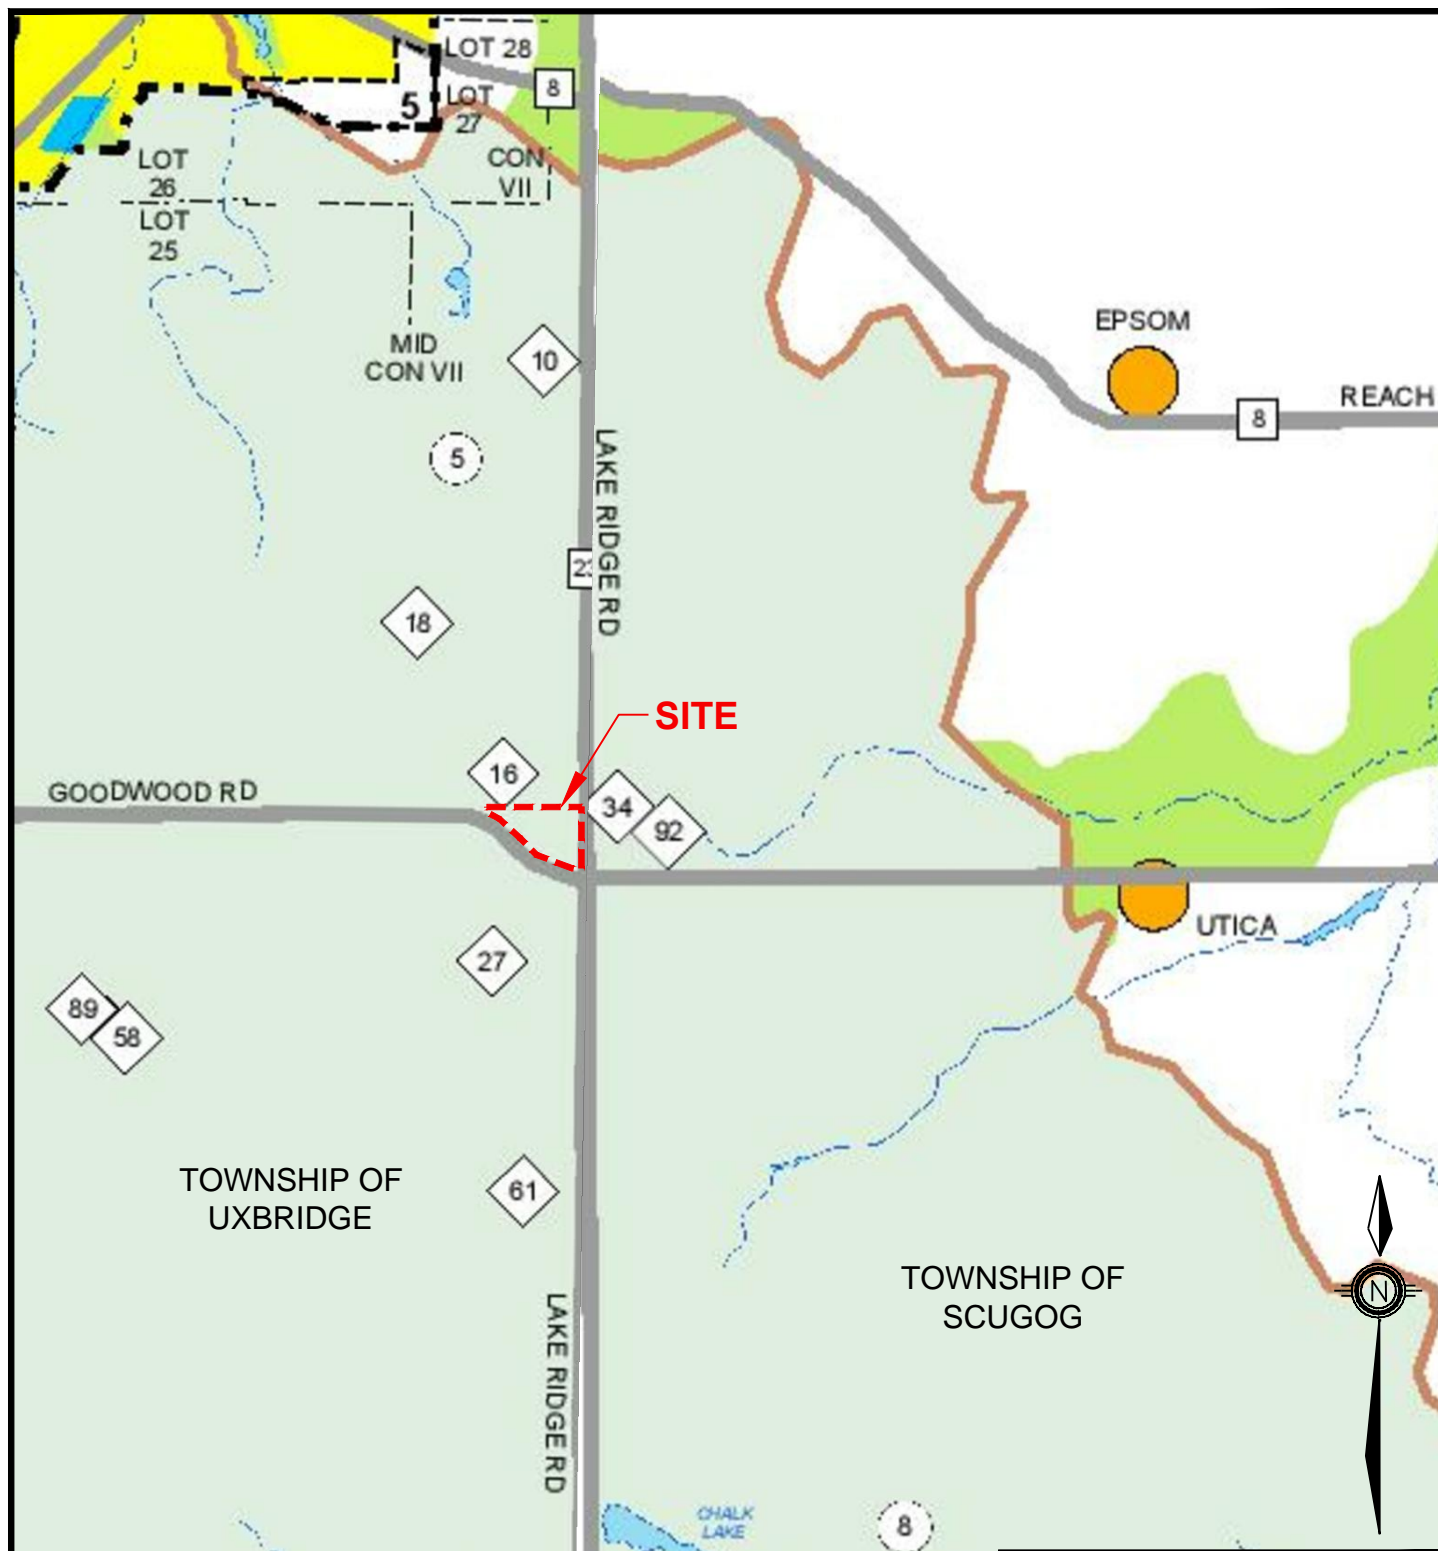 LOT 28
8
5
LOT
27
LOT
26
CON
VII
LOT
25
EPSOM
MID
CON VII
10
REACH
8
5
LAKE RIDGE RD
18
SITE
16
GOODWOOD RD
34
92
UTICA
27
89
58
TOWNSHIP OF
UXBRIDGE
61
TOWNSHIP OF
SCUGOG
N
LAKE RIDGE RD
CHALK
LAKE
8